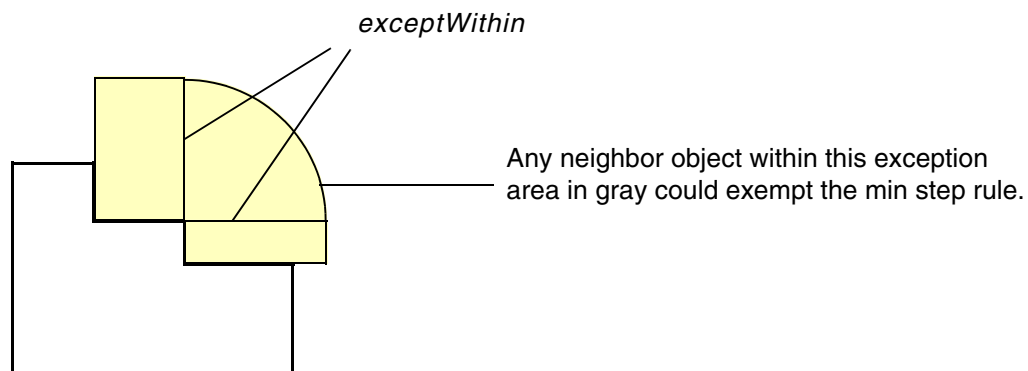 exceptWithin
Any neighbor object within this exception
area in gray could exempt the min step rule.